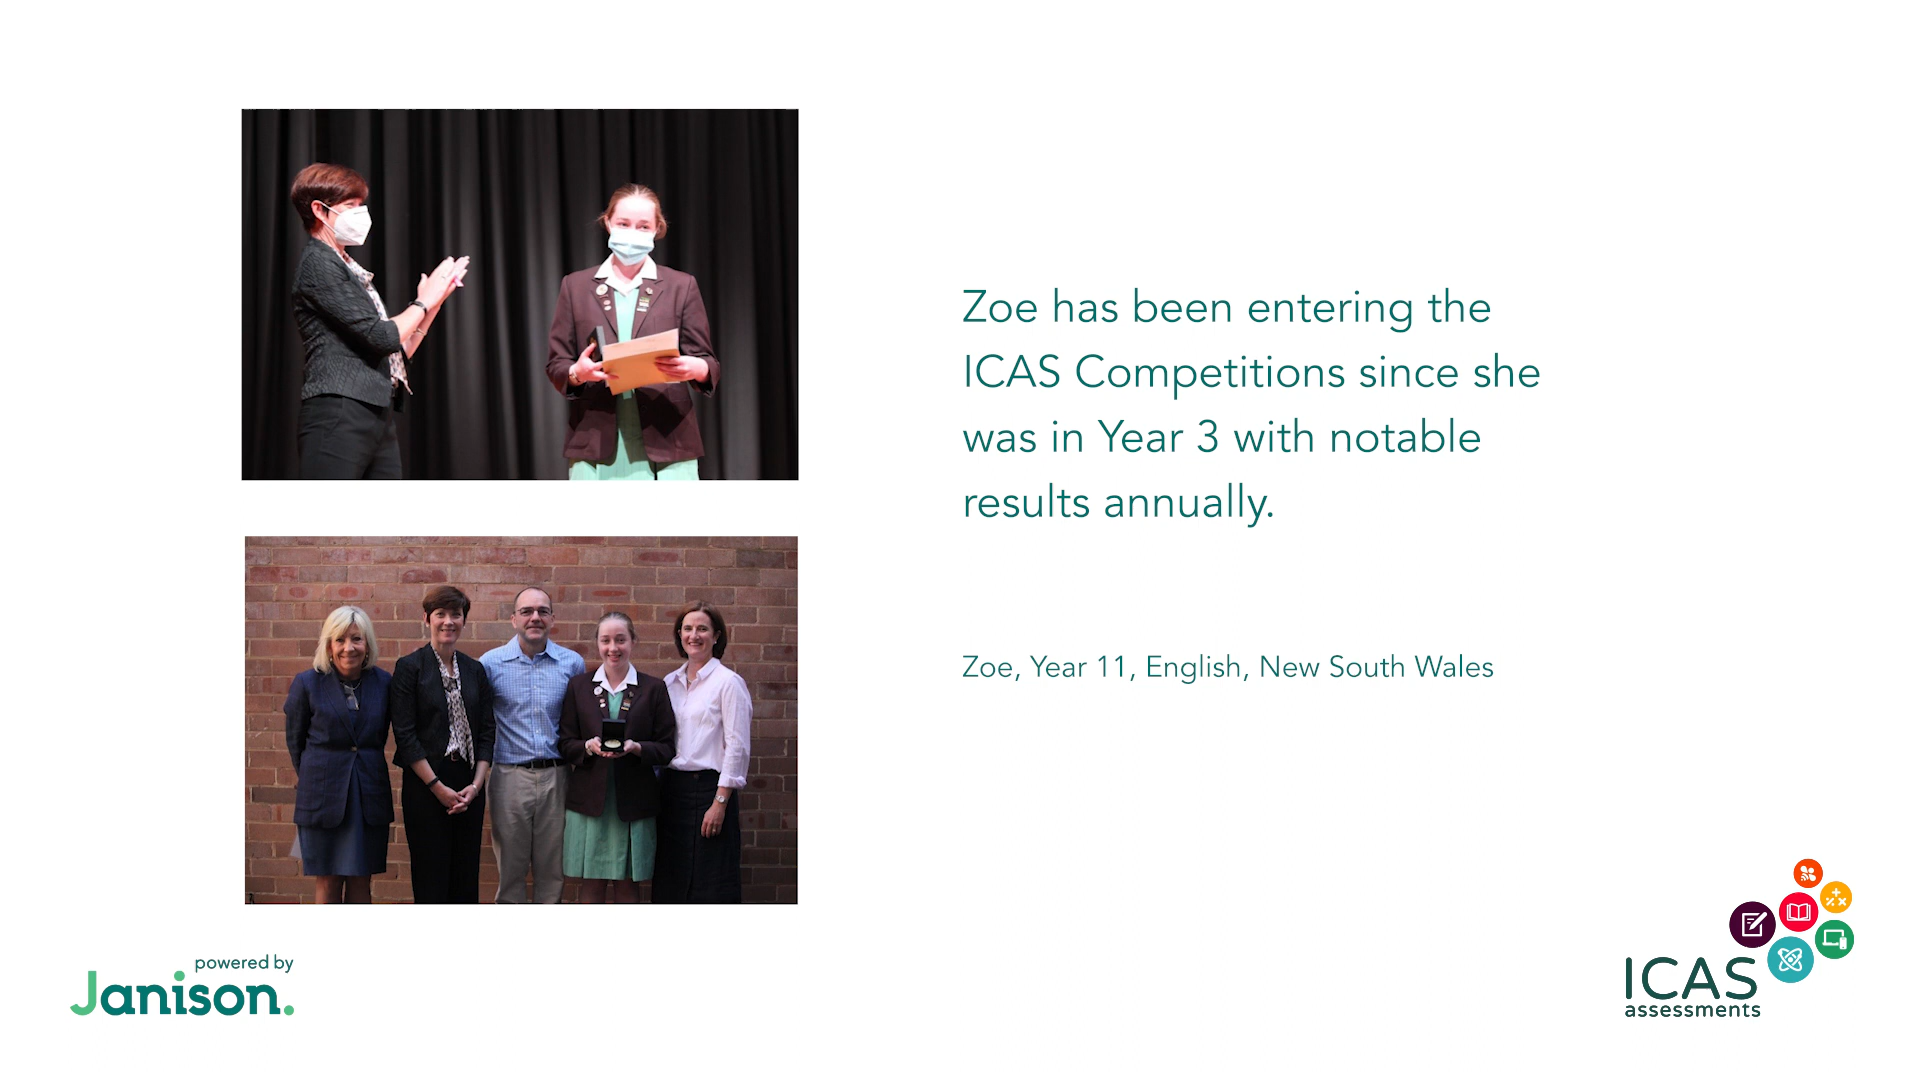 Zoe has been entering the
ICAS Competitions since she
was in Year 3 with notable
results annually.
Zoe, Year 11, English, New South Wales
powered by
Janison.
ICAS
assessments